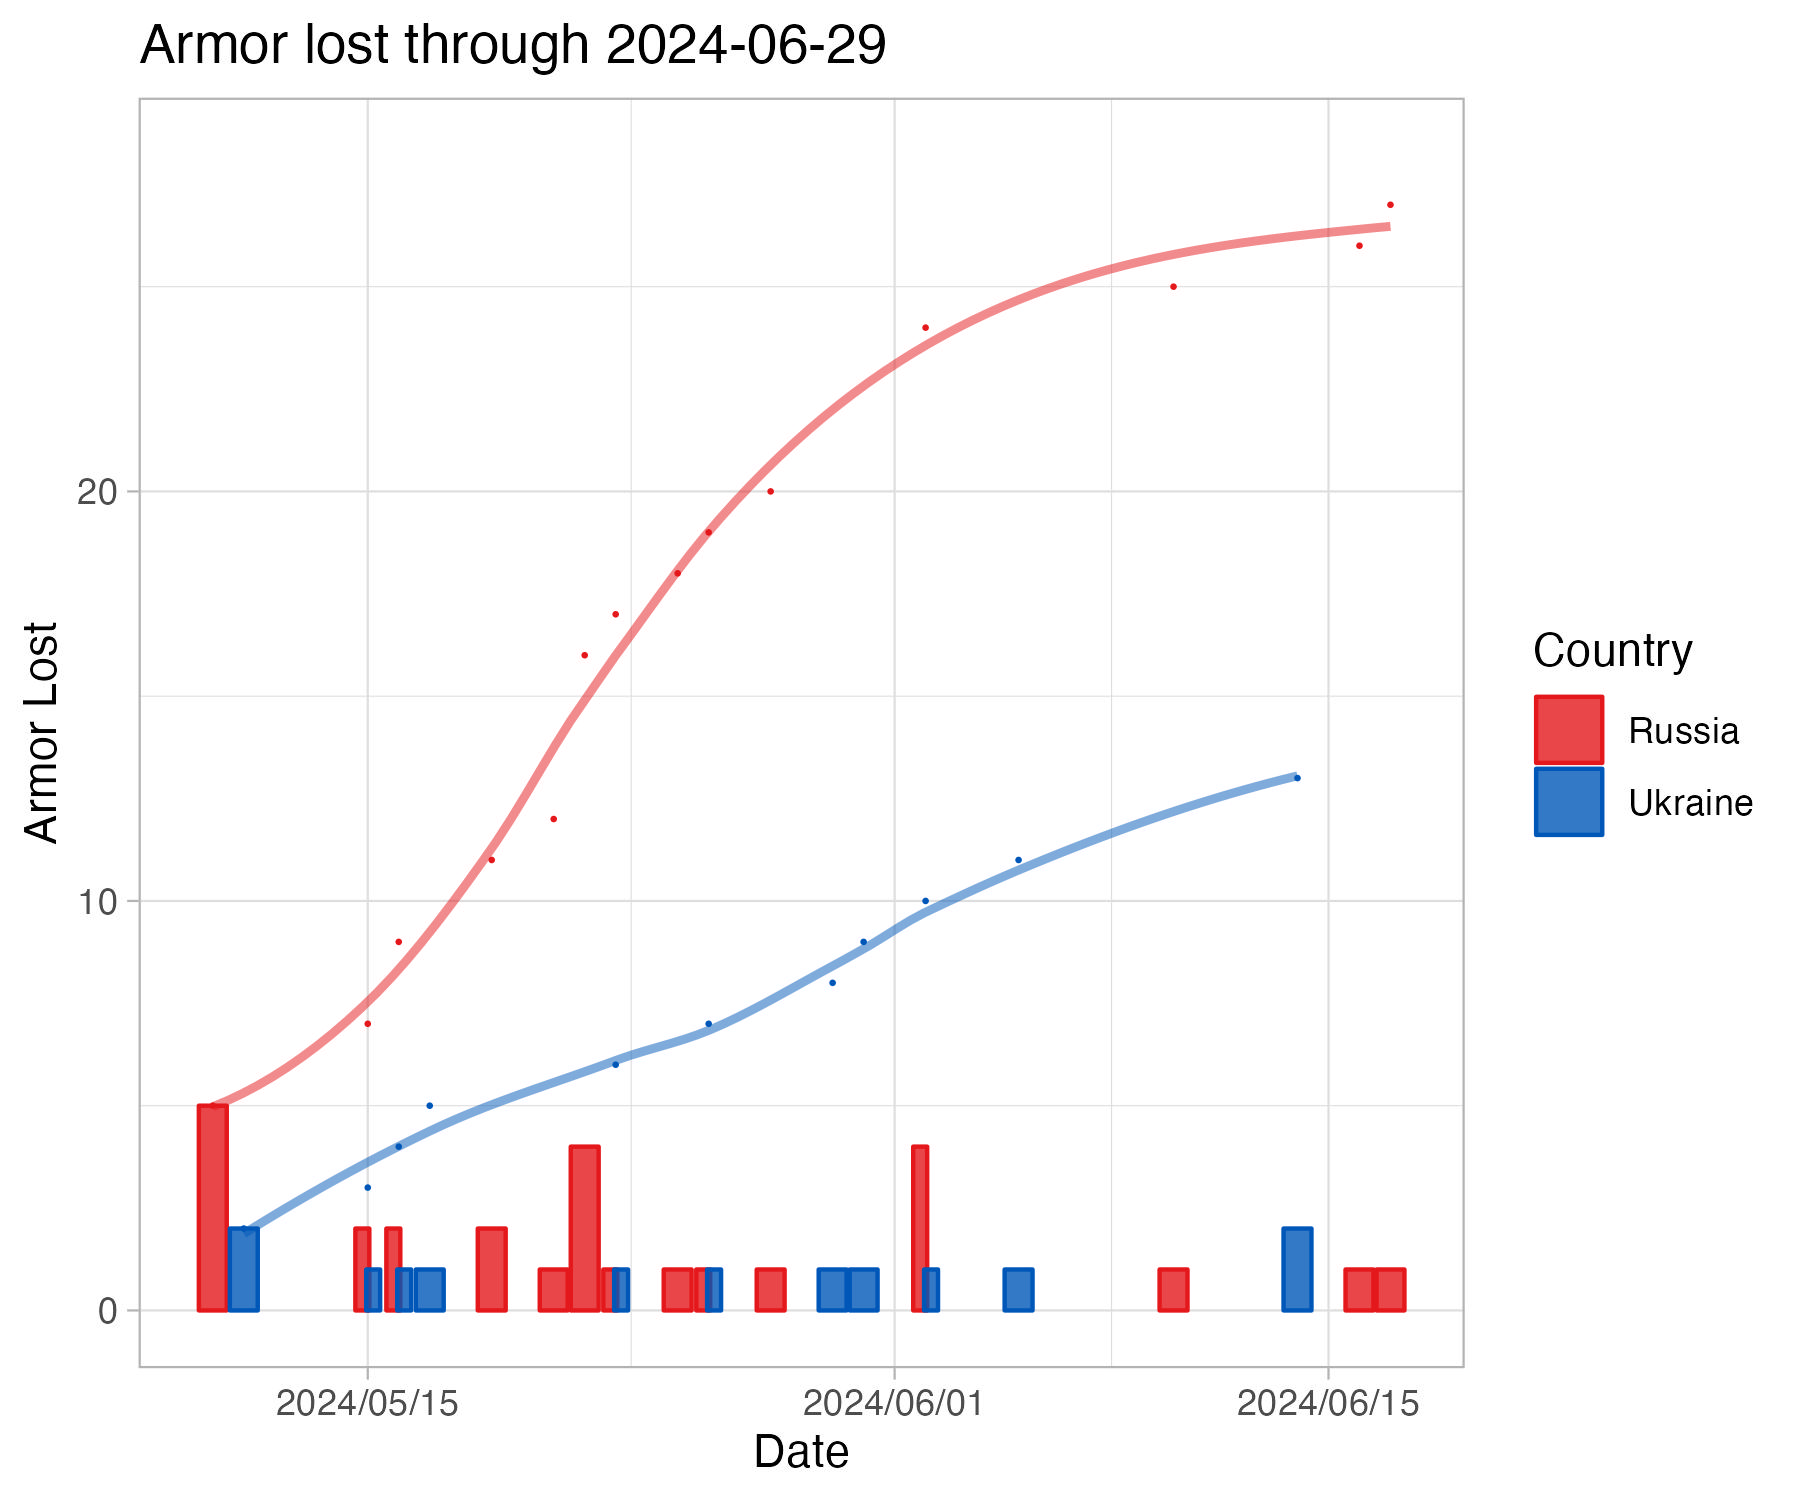 Armor lost through 2024-06-29
Armor Lost
20
10
0
2024/05/15
2024/06/01
2024/06/15
Date
Country
Russia
Ukraine